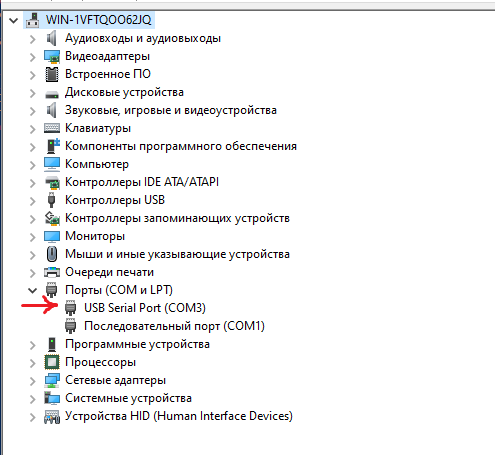 WIN-1VFTQOO62JQ
Аудиовходы и аудиовыходы
Видеоадаптеры
Встроенное ПО
Дисковые устройства
Звуковые, игровые и видеоустройства
Клавиатуры
Компоненты программного обеспечения
Компьютер
Контроллеры IDE ATA/ATAPI
Контроллеры USB
Контроллеры запоминающих устройств
Мониторы
Мыши и иные указывающие устройства
Очереди печати
Порты (COM и LPT)
USB Serial Port (COM3)
Последовательный порт (COM1)
Программные устройства
Процессоры
Сетевые адаптеры
Системные устройства
Устройства HID (Human Interface Devices)